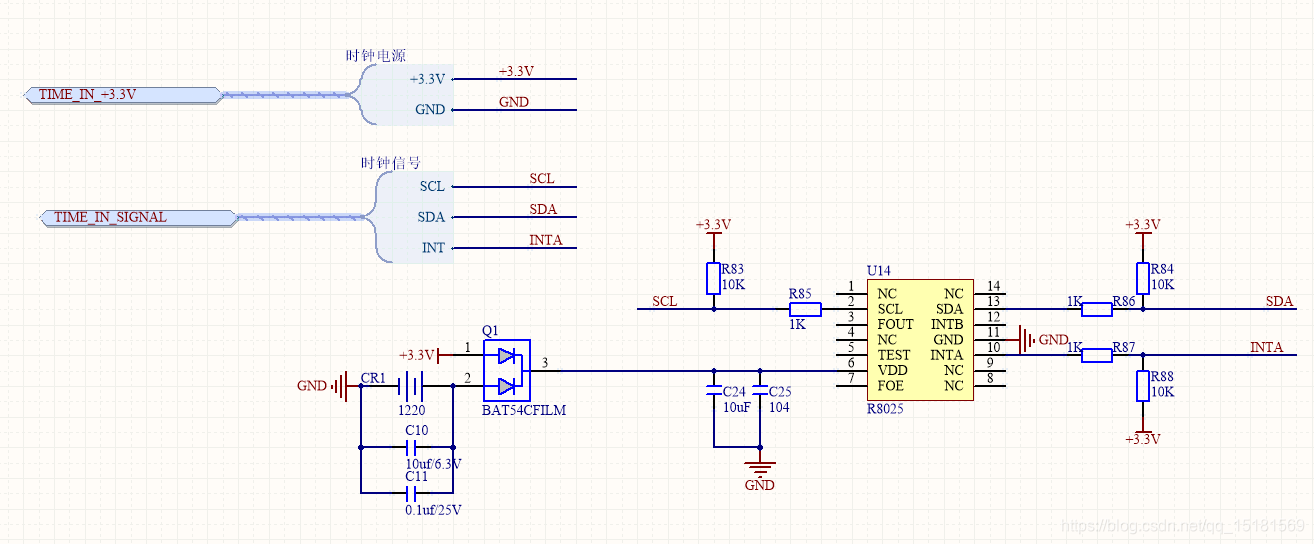 时钟电源
TIME_IN_+3.3V
+3.3V
+3.3V
GND
GND
时钟信号
TIME_IN_SIGNAL
SCL
SCL
SDA
SDA
INT
INTA
+3.3V
R83
10K
SCL
R85
1K
U14
1 NC NC 14
2 SCL SDA 13
3 FOUT INTB 12
4 NC GND 11
5 TEST INTA 10
6 VDD NC 9
7 FOE NC 8
R8025
+3.3V
R84
10K
1K R86
SDA
GND
1K R87
INTA
R88
10K
+3.3V
Q1
+3.3V
1
2
3
BAT54CFILM
GND
CR1
1220
C10
10uf/6.3V
C11
0.1uf/25V
C24
10uF
C25
104
GND
https://blog.csdn.net/qq_15181569